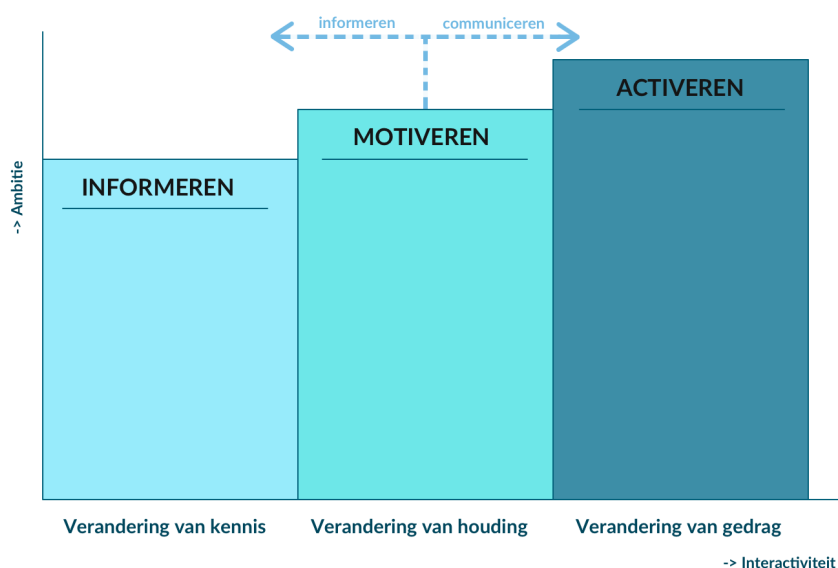 informeren
communiceren
ACTIVEREN
MOTIVEREN
INFORMEREN
-> Ambitie
Verandering van kennis
Verandering van houding
Verandering van gedrag
-> Interactiviteit